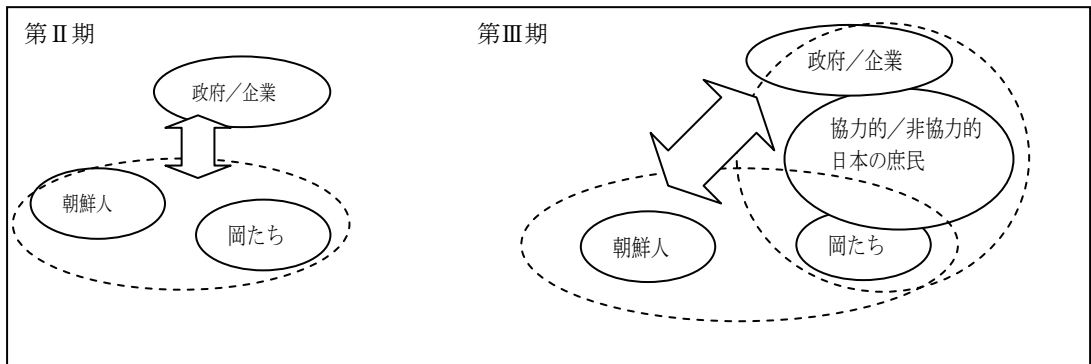 第Ⅱ期
政府／企業
朝鮮人
岡たち
第Ⅲ期
政府／企業
協力的／非協力的
日本の庶民
朝鮮人
岡たち